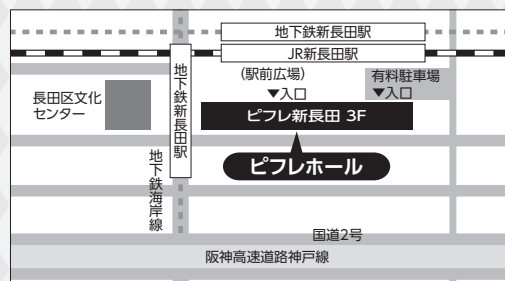 地下鉄新長田駅
JR新長田駅
(駅前広場)
▼入口
有料駐車場
▼入口
長田区文化
センター
地下鉄新長田駅
ピフレ新長田 3F
ピフレホール
地下鉄海岸線
国道2号
阪神高速道路神戸線